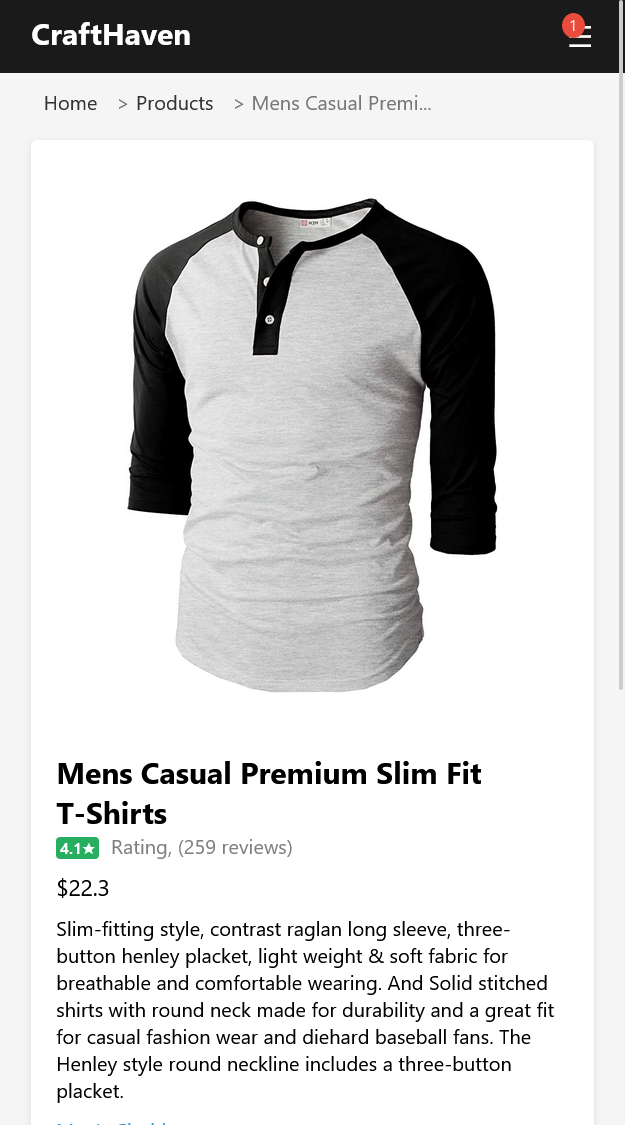 CraftHaven
1
Home > Products > Mens Casual Premi...
Mens Casual Premium Slim Fit
T-Shirts
4.1★ Rating, (259 reviews)
$22.3
Slim-fitting style, contrast raglan long sleeve, three-
button henley placket, light weight & soft fabric for
breathable and comfortable wearing. And Solid stitched
shirts with round neck made for durability and a great fit
for casual fashion wear and diehard baseball fans. The
Henley style round neckline includes a three-button
placket.